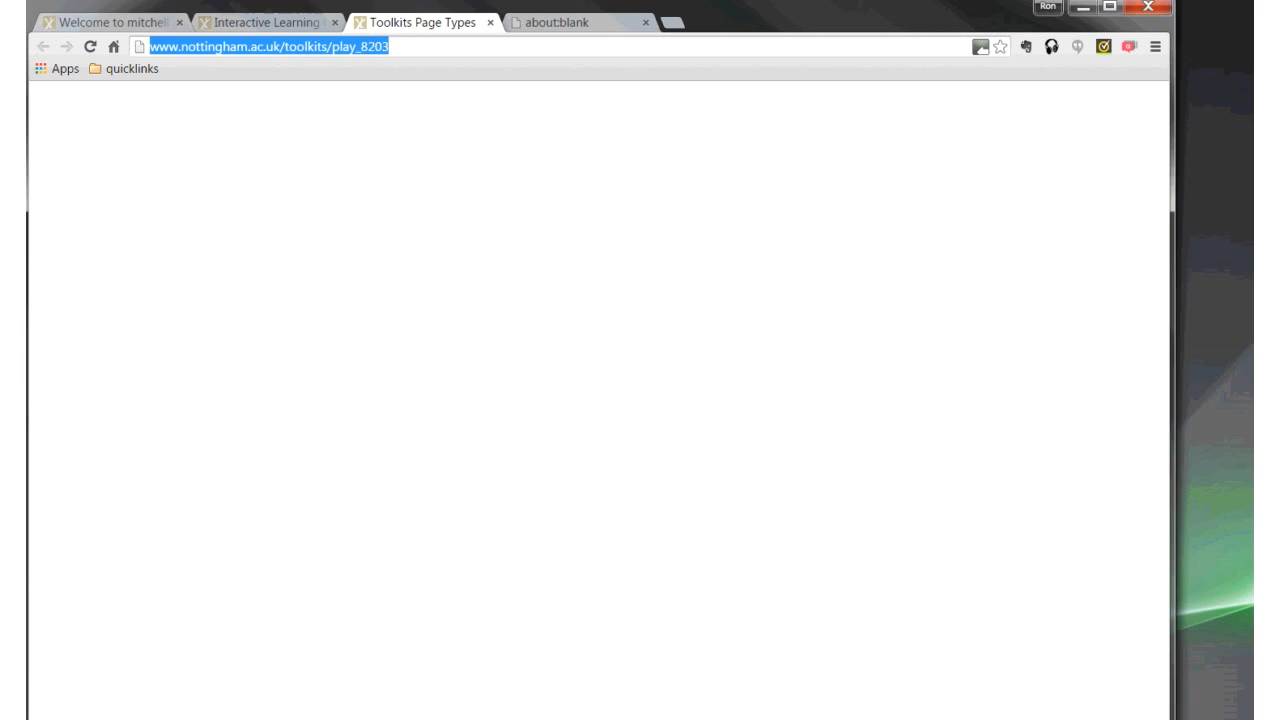 Ron
Welcome to mitchell
Interactive Learning
Toolkits Page Types
about:blank
www.nottingham.ac.uk/toolkits/play_8203
Apps quicklinks